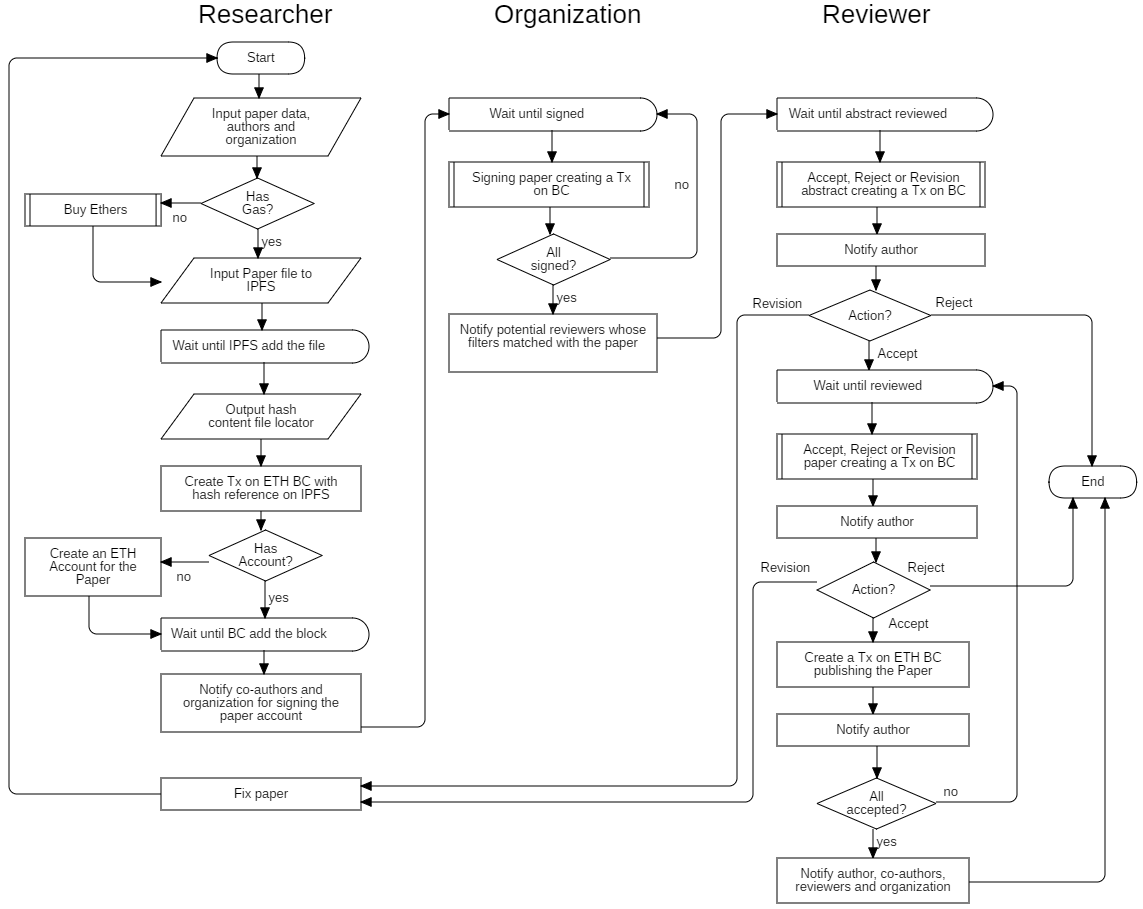 Researcher
Start
Input paper data,
authors and
organization
Has
Gas?
no
Buy Ethers
yes
Input Paper file to
IPFS
Wait until IPFS add the file
Output hash
content file locator
Create Tx on ETH BC with
hash reference on IPFS
Has
Account?
no
Create an ETH
Account for the
Paper
yes
Wait until BC add the block
Notify co-authors and
organization for signing the
paper account
Fix paper
Organization
Wait until signed
Signing paper creating a Tx
on BC
no
All
signed?
yes
Notify potential reviewers whose
filters matched with the paper
Reviewer
Wait until abstract reviewed
Accept, Reject or Revision
abstract creating a Tx on BC
Notify author
Revision
Action?
Reject
Accept
Wait until reviewed
Accept, Reject or Revision
paper creating a Tx on BC
End
Notify author
Revision
Action?
Reject
Accept
Create a Tx on ETH BC
publishing the Paper
Notify author
All
accepted?
no
yes
Notify author, co-authors,
reviewers and organization